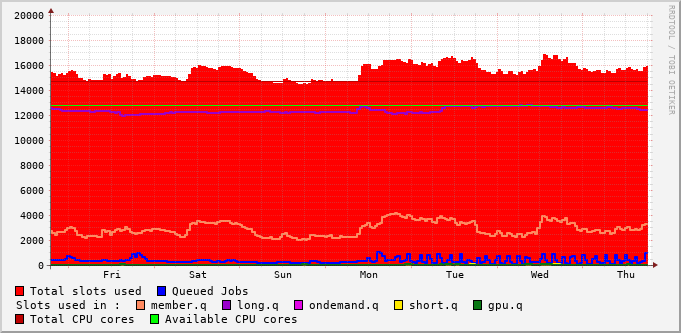 20000
18000
16000
14000
12000
10000
8000
6000
4000
2000
0
Fri Sat Sun Mon Tue Wed Thu
RRDTOOL / TOBI OETIKER
Total slots used Queued Jobs
Slots used in : member.q long.q ondemand.q short.q gpu.q
Total CPU cores Available CPU cores